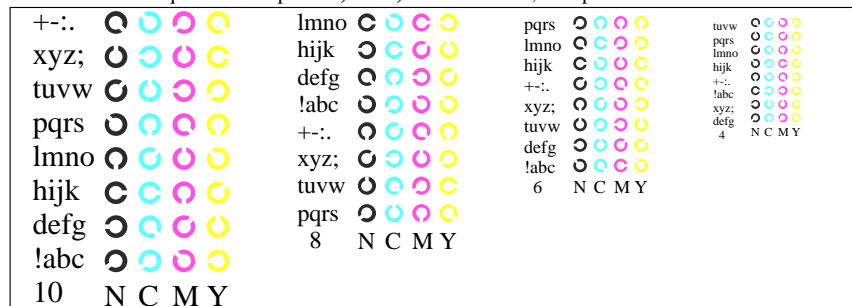 +-:.
xyz;
tuvw
pqrs
lmno
hijk
defg
!abc
10 N C M Y
lmno
hijk
defg
!abc
+-:.
xyz;
tuvw
pqrs
8 N C M Y
pqrs
lmno
hijk
+-:.
xyz;
tuvw
defg
!abc
6 N C M Y
tuvw
pqrs
lmno
hijk
+-:.
!abc
xyz;
defg
4 N C M Y